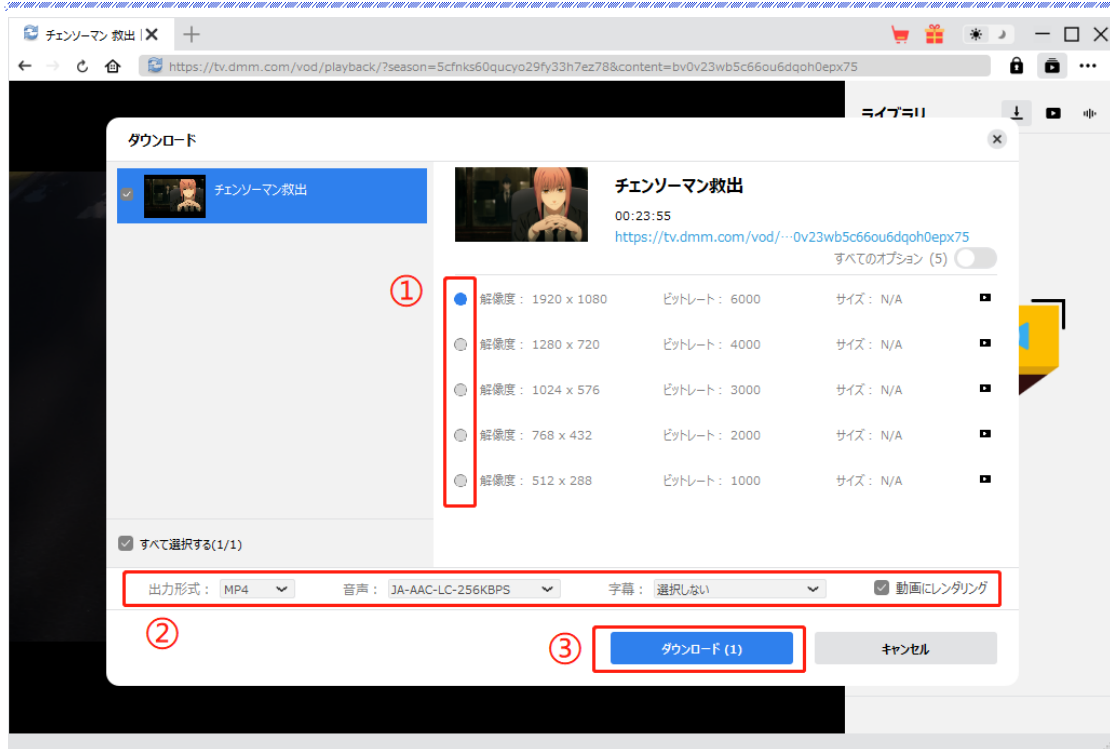 チェンソーマン 救出
https://tv.dmm.com/vod/playback/?season=5cfnks60qucyo29fy33h7ez78&content=bv0v23wb5c66ou6dqoh0epx75
ライブラリ
ダウンロード
チェンソーマン救出
チェンソーマン救出
00:23:55
https://tv.dmm.com/vod/…0v23wb5c66ou6dqoh0epx75
すべてのオプション (5)
①
解像度： 1920 x 1080 ビットレート： 6000 サイズ： N/A
解像度： 1280 x 720 ビットレート： 4000 サイズ： N/A
解像度： 1024 x 576 ビットレート： 3000 サイズ： N/A
解像度： 768 x 432 ビットレート： 2000 サイズ： N/A
解像度： 512 x 288 ビットレート： 1000 サイズ： N/A
すべて選択する(1/1)
出力形式： MP4 音声： JA-AAC-LC-256KBPS 字幕： 選択しない 動画にレンダリング
②
③ ダウンロード (1) キャンセル